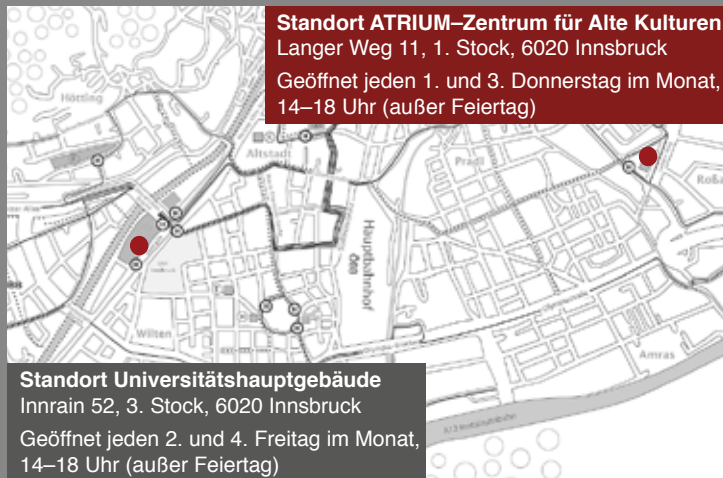 Standort ATRIUM–Zentrum für Alte Kulturen
Langer Weg 11, 1. Stock, 6020 Innsbruck
Geöffnet jeden 1. und 3. Donnerstag im Monat,
14–18 Uhr (außer Feiertag)
Hötting
Altstadt
Pradl
Hauptbahnhof
ÖBB
Wilten
Amras
Standort Universitätshauptgebäude
Innrain 52, 3. Stock, 6020 Innsbruck
Geöffnet jeden 2. und 4. Freitag im Monat,
14–18 Uhr (außer Feiertag)